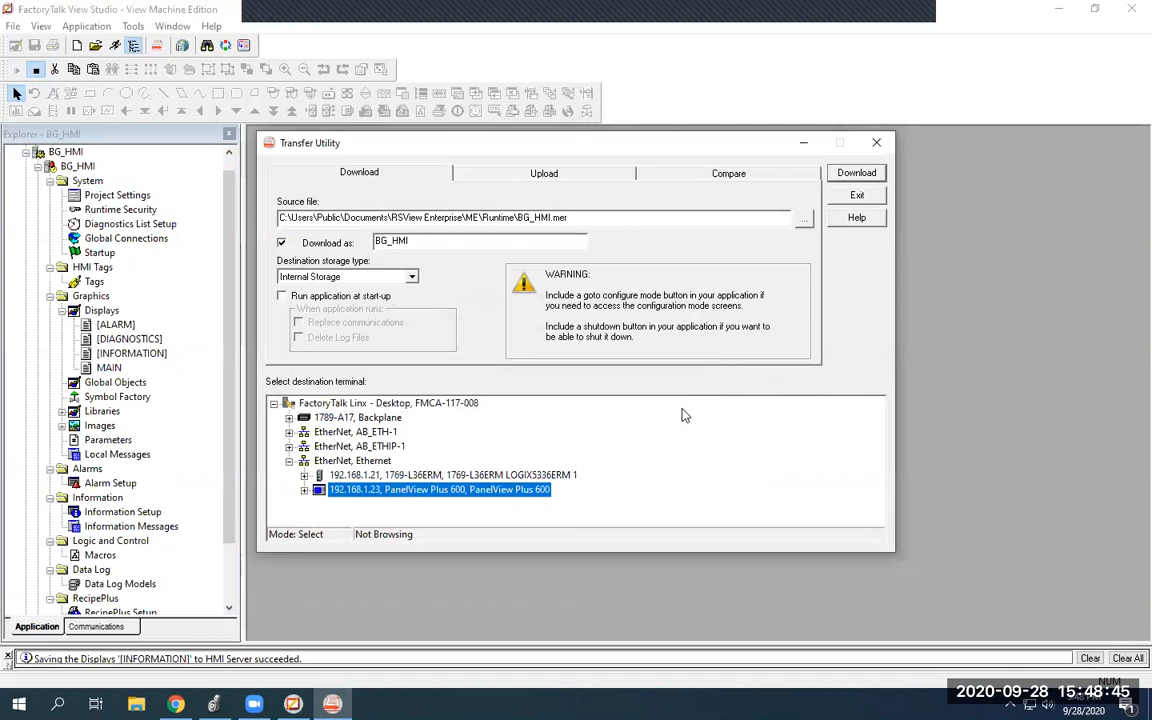 FactoryTalk View Studio - View Machine Edition
File View Application Tools Window Help
Explorer - BG_HMI
BG_HMI
BG_HMI
System
Project Settings
Runtime Security
Diagnostics List Setup
Global Connections
Startup
HMI Tags
Tags
Graphics
Displays
[ALARM]
[DIAGNOSTICS]
[INFORMATION]
MAIN
Global Objects
Symbol Factory
Libraries
Images
Parameters
Local Messages
Alarms
Alarm Setup
Information
Information Setup
Information Messages
Logic and Control
Macros
Data Log
Data Log Models
RecipePlus
RecipePlus Setup
Application Communications
Transfer Utility
Download Upload Compare
Download
Exit
Help
Source file:
C:\Users\Public\Documents\RSView Enterprise\ME\Runtime\BG_HMI.mer
...
Download as: BG_HMI
Destination storage type:
Internal Storage
Run application at start-up
When application runs:
Replace communications
Delete Log Files
WARNING:
Include a goto configure mode button in your application if
you need to access the configuration mode screens.
Include a shutdown button in your application if you want to
be able to shut it down.
Select destination terminal:
FactoryTalk Linx - Desktop, FMCA-117-008
1789-A17, Backplane
EtherNet, AB_ETH-1
EtherNet, AB_ETHIP-1
EtherNet, Ethernet
192.168.1.21, 1769-L36ERM, 1769-L36ERM LOGIX5336ERM 1
192.168.1.23, PanelView Plus 600, PanelView Plus 600
Mode: Select Not Browsing
Saving the Displays '[INFORMATION]' to HMI Server succeeded.
Clear Clear All
NUM
2020-09-28 15:48:45
9/28/2020